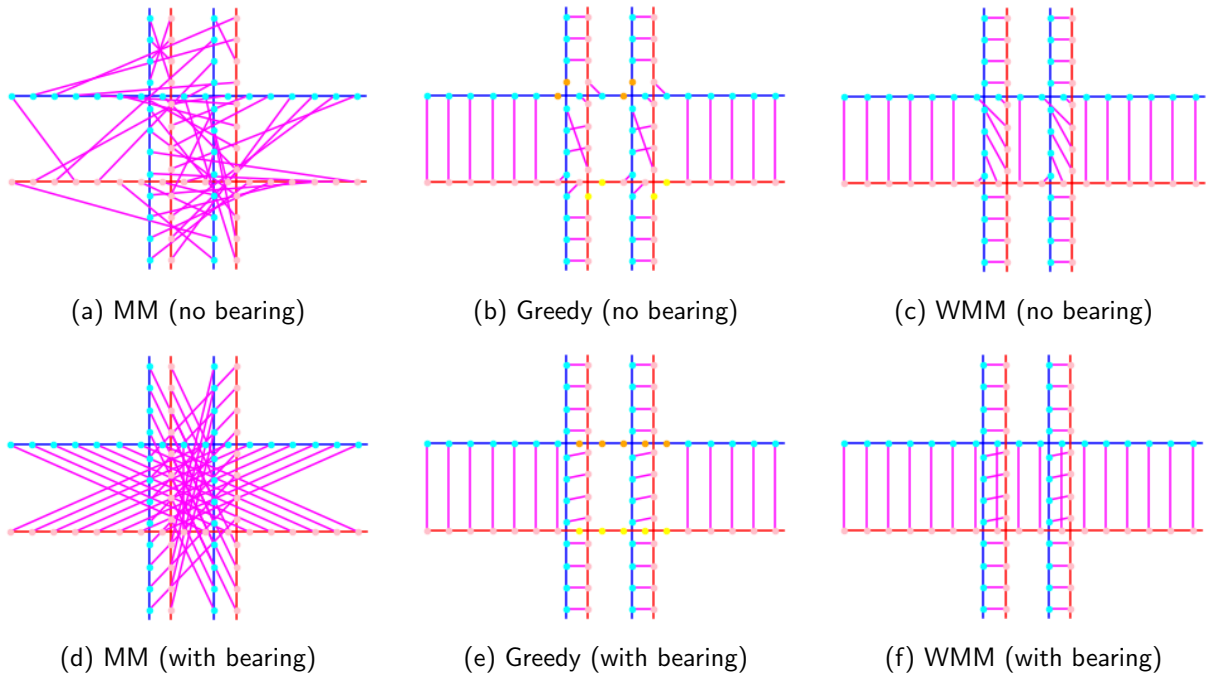 (a) MM (no bearing)
(b) Greedy (no bearing)
(c) WMM (no bearing)
(d) MM (with bearing)
(e) Greedy (with bearing)
(f) WMM (with bearing)